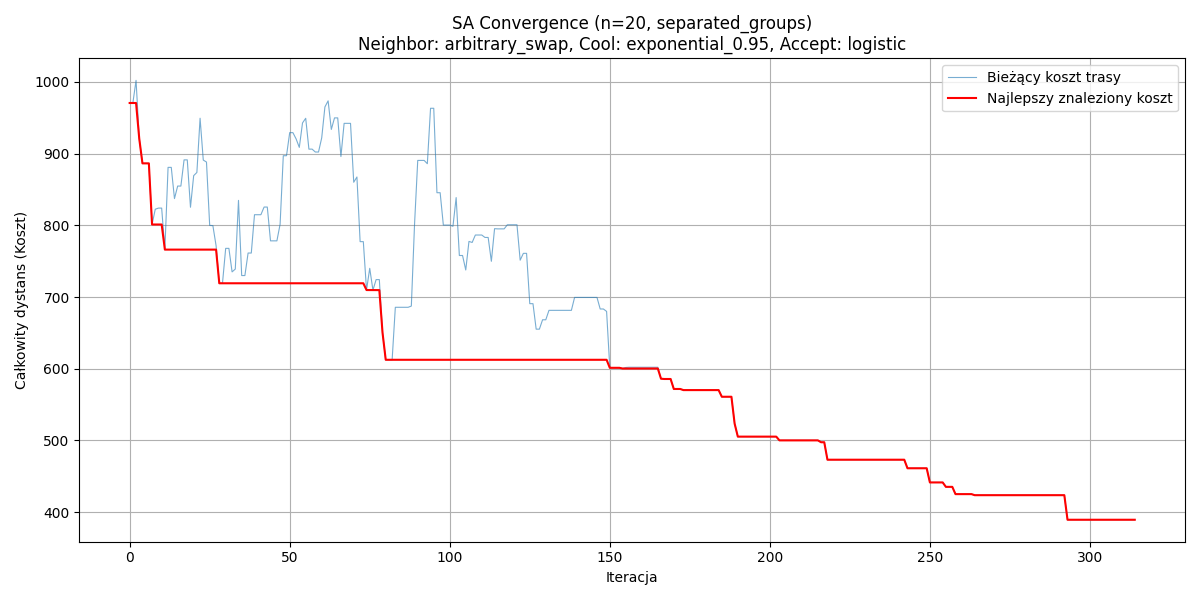 SA Convergence (n=20, separated_groups)
Neighbor: arbitrary_swap, Cool: exponential_0.95, Accept: logistic
Bieżący koszt trasy
Najlepszy znaleziony koszt
Całkowity dystans (Koszt)
1000
900
800
700
600
500
400
0 50 100 150 200 250 300
Iteracja